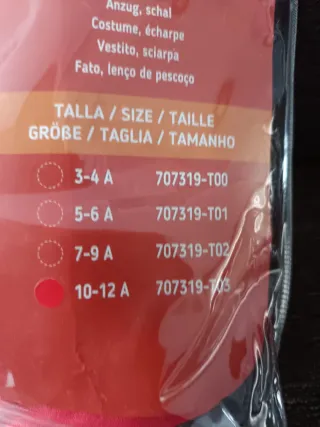 Anzug, schal
Costume, écharpe
Vestito, sciarpa
Fato, lenço de pescoço
TALLA / SIZE / TAILLE
GRÖẞE / TAGLIA / TAMANHO
3-4 A 707319-T00
5-6 A 707319-T01
7-9 A 707319-T02
10-12 A 707319-T03